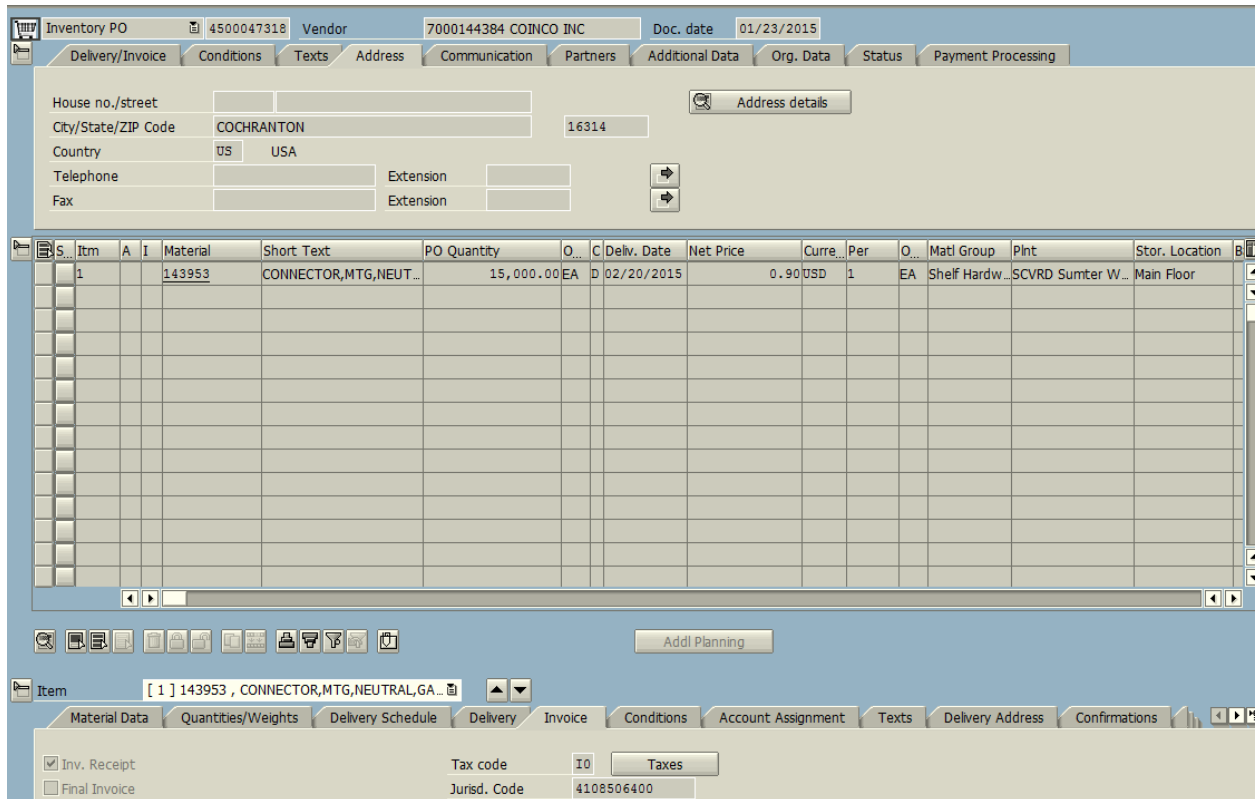 Inventory PO 4500047318 Vendor 7000144384 COINCO INC Doc. date 01/23/2015
Delivery/Invoice Conditions Texts Address Communication Partners Additional Data Org. Data Status Payment Processing
House no./street Address details
City/State/ZIP Code COCHRANTON 16314
Country US USA
Telephone Extension
Fax Extension
S.. Itm A I Material Short Text PO Quantity O... C Deliv. Date Net Price Curre... Per O... Matl Group Plnt Stor. Location B
1 143953 CONNECTOR,MTG,NEUT... 15,000.00 EA D 02/20/2015 0.90 USD 1 EA Shelf Hardw... SCVRD Sumter W... Main Floor
Addl Planning
Item [ 1 ] 143953 , CONNECTOR,MTG,NEUTRAL,GA...
Material Data Quantities/Weights Delivery Schedule Delivery Invoice Conditions Account Assignment Texts Delivery Address Confirmations
Inv. Receipt Tax code I0 Taxes
Final Invoice Jurisd. Code 4108506400